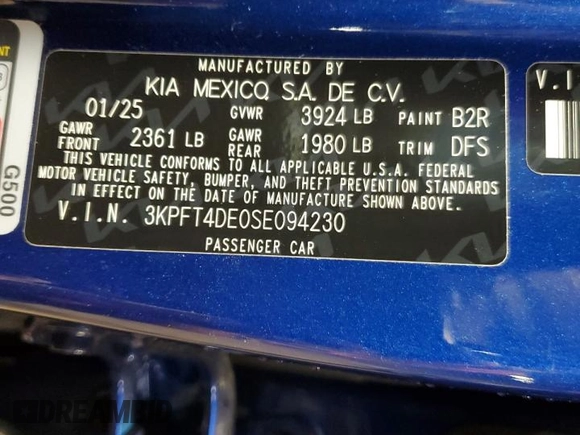 MANUFACTURED BY
KIA MEXICO, S.A. DE C.V.
01/25 GVWR 3924 LB PAINT B2R
GAWR FRONT 2361 LB GAWR REAR 1980 LB TRIM DFS
THIS VEHICLE CONFORMS TO ALL APPLICABLE U.S.A. FEDERAL
MOTOR VEHICLE SAFETY, BUMPER, AND THEFT PREVENTION STANDARDS
IN EFFECT ON THE DATE OF MANUFACTURE SHOWN ABOVE.
V.I.N. 3KPFT4DE0SE094230
PASSENGER CAR
G500
V.I
DREAMBID